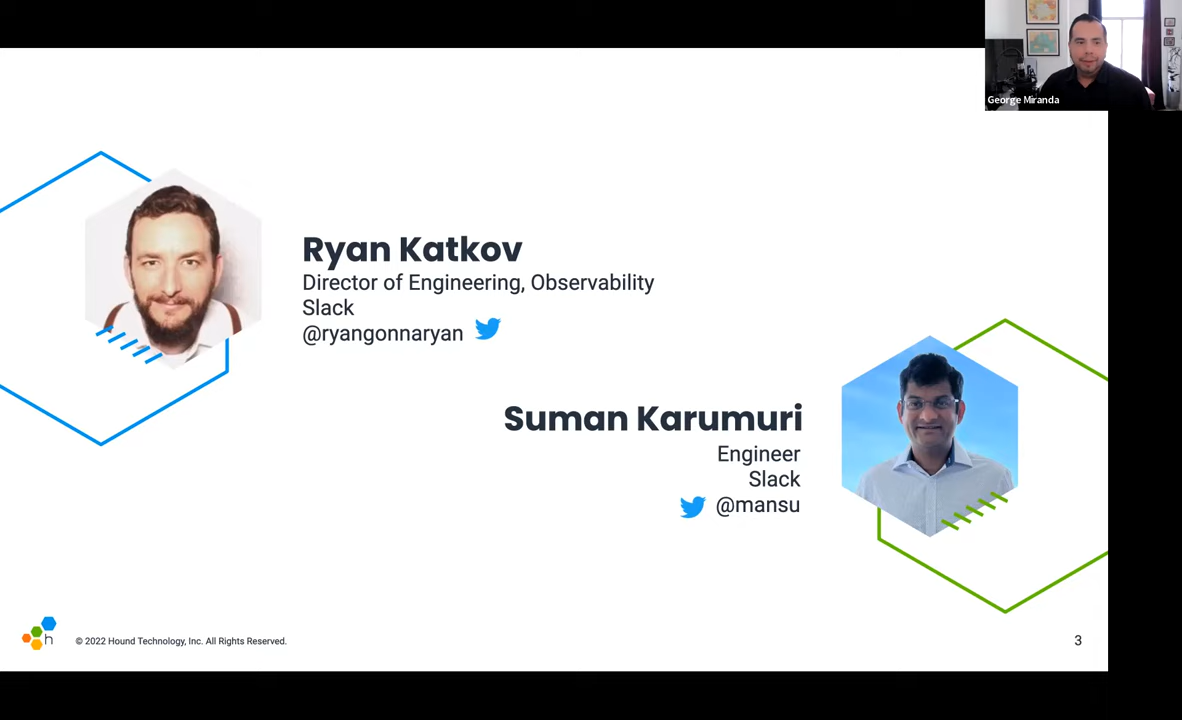 George Miranda
Ryan Katkov
Director of Engineering, Observability
Slack
@ryangonnaryan
Suman Karumuri
Engineer
Slack
@mansu
h
© 2022 Hound Technology, Inc. All Rights Reserved.
3